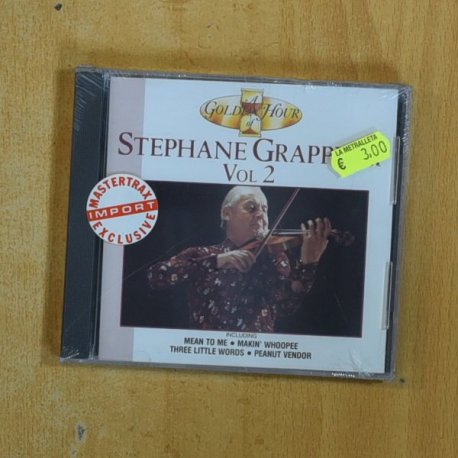 A
GOLDEN HOUR
of
STEPHANE
VOL 2
LA METRALLETA
€ 3,00
MASTERTRAX
IMPORT
EXCLUSIVE
INCLUDING
MEAN TO ME • MAKIN' WHOOPEE
THREE LITTLE WORDS • PEANUT VENDOR